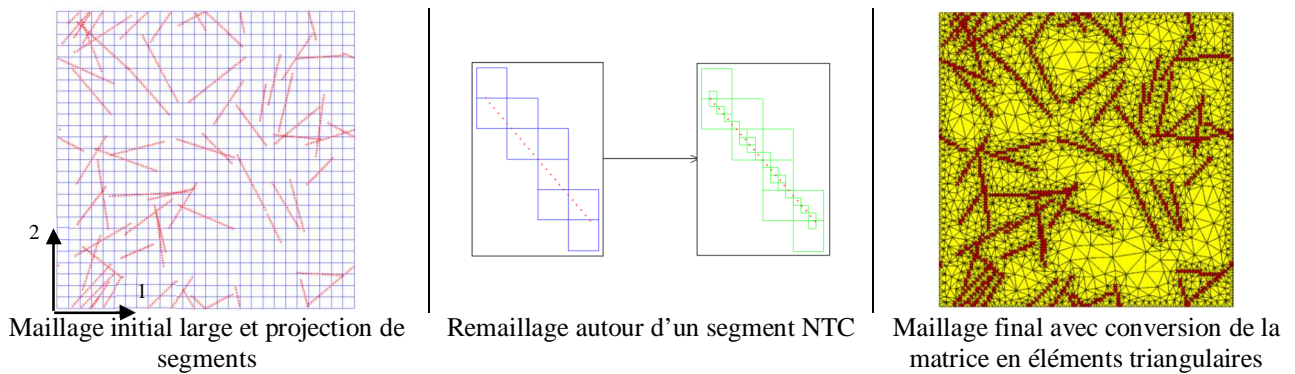 2
1
Maillage initial large et projection de
segments
Remaillage autour d'un segment NTC
Maillage final avec conversion de la
matrice en éléments triangulaires